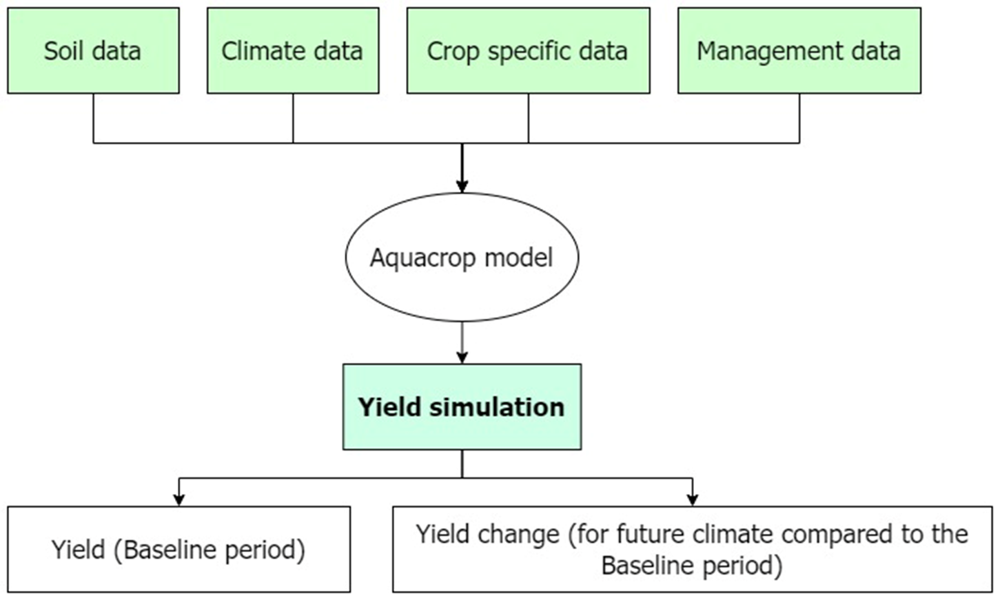 Soil data
Climate data
Crop specific data
Management data
Aquacrop model
Yield simulation
Yield (Baseline period)
Yield change (for future climate compared to the
Baseline period)